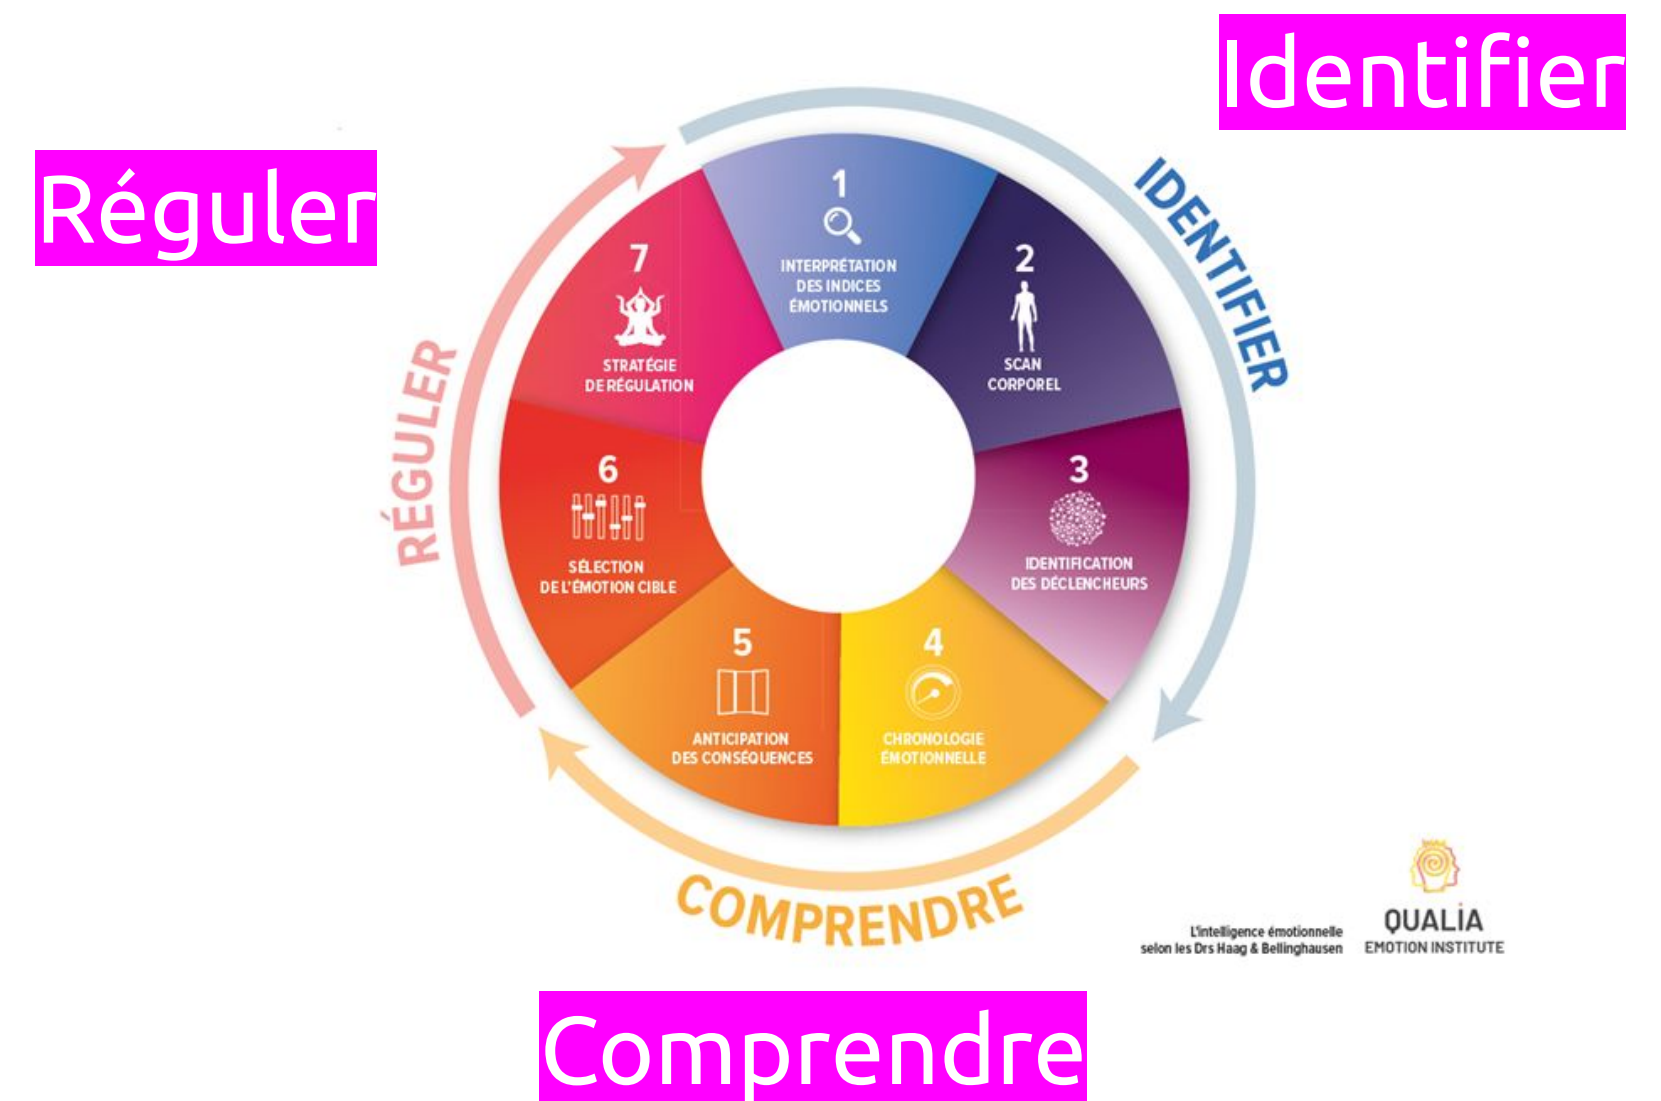 Identifier
Réguler
IDENTIFIER
1
INTERPRÉTATION
DES INDICES
ÉMOTIONNELS
2
SCAN
CORPOREL
3
IDENTIFICATION
DES DÉCLENCHEURS
4
CHRONOLOGIE
ÉMOTIONNELLE
5
ANTICIPATION
DES CONSÉQUENCES
6
SÉLECTION
DE L'ÉMOTION CIBLE
7
STRATÉGIE
DE RÉGULATION
RÉGULER
COMPRENDRE
L'intelligence émotionnelle
selon les Drs Haag & Bellinghausen
QUALIA
EMOTION INSTITUTE
Comprendre